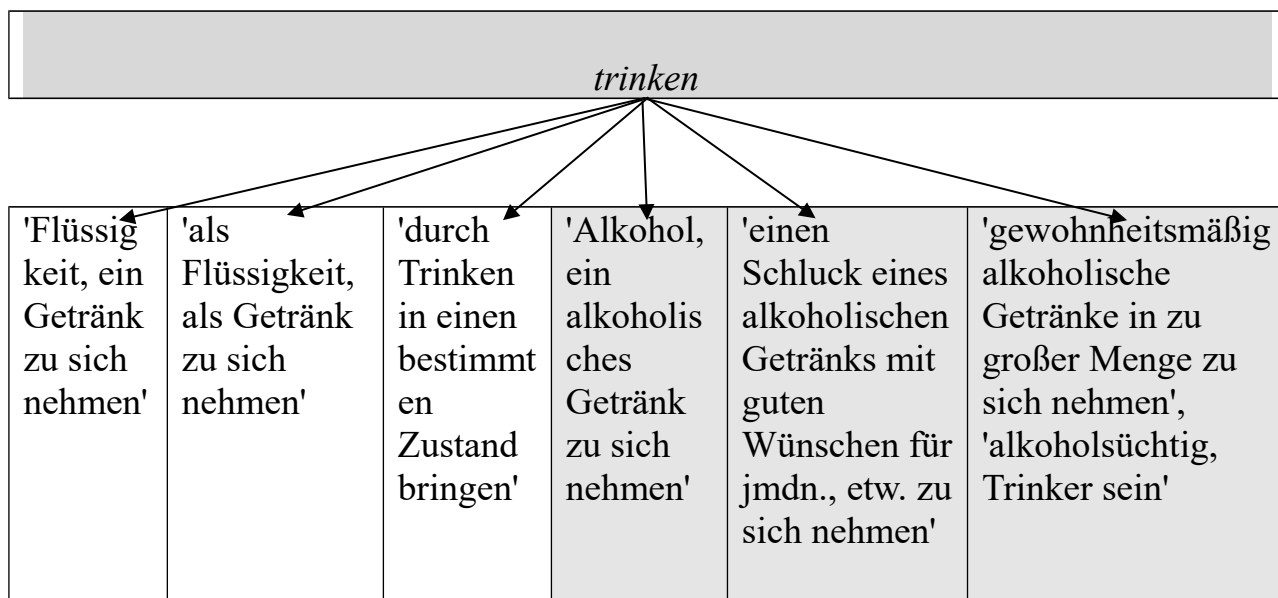 trinken
'Flüssig
keit, ein
Getränk
zu sich
nehmen'
'als
Flüssigkeit,
als Getränk
zu sich
nehmen'
'durch
Trinken
in einen
bestimmt
en
Zustand
bringen'
'Alkohol,
ein
alkoholis
ches
Getränk
zu sich
nehmen'
'einen
Schluck eines
alkoholischen
Getränks mit
guten
Wünschen für
jmdn., etw. zu
sich nehmen'
'gewohnheitsmäßig
alkoholische
Getränke in zu
großer Menge zu
sich nehmen',
'alkoholsüchtig,
Trinker sein'